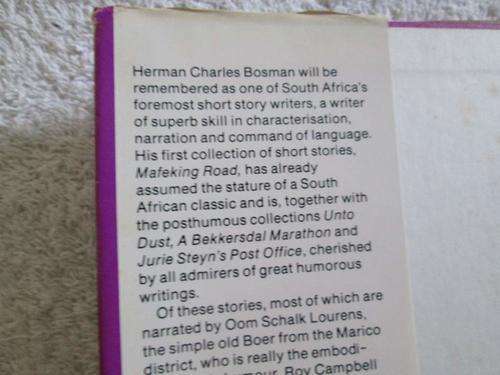 Herman Charles Bosman will be
remembered as one of South Africa's
foremost short story writers, a writer
of superb skill in characterisation,
narration and command of language.
His first collection of short stories,
Mafeking Road, has already
assumed the stature of a South
African classic and is, together with
the posthumous collections Unto
Dust, A Bekkersdal Marathon and
Jurie Steyn's Post Office, cherished
by all admirers of great humorous
writings.
Of these stories, most of which are
narrated by Oom Schalk Lourens,
the simple old Boer from the Marico
district, who is really the embodi-
Roy Campbell